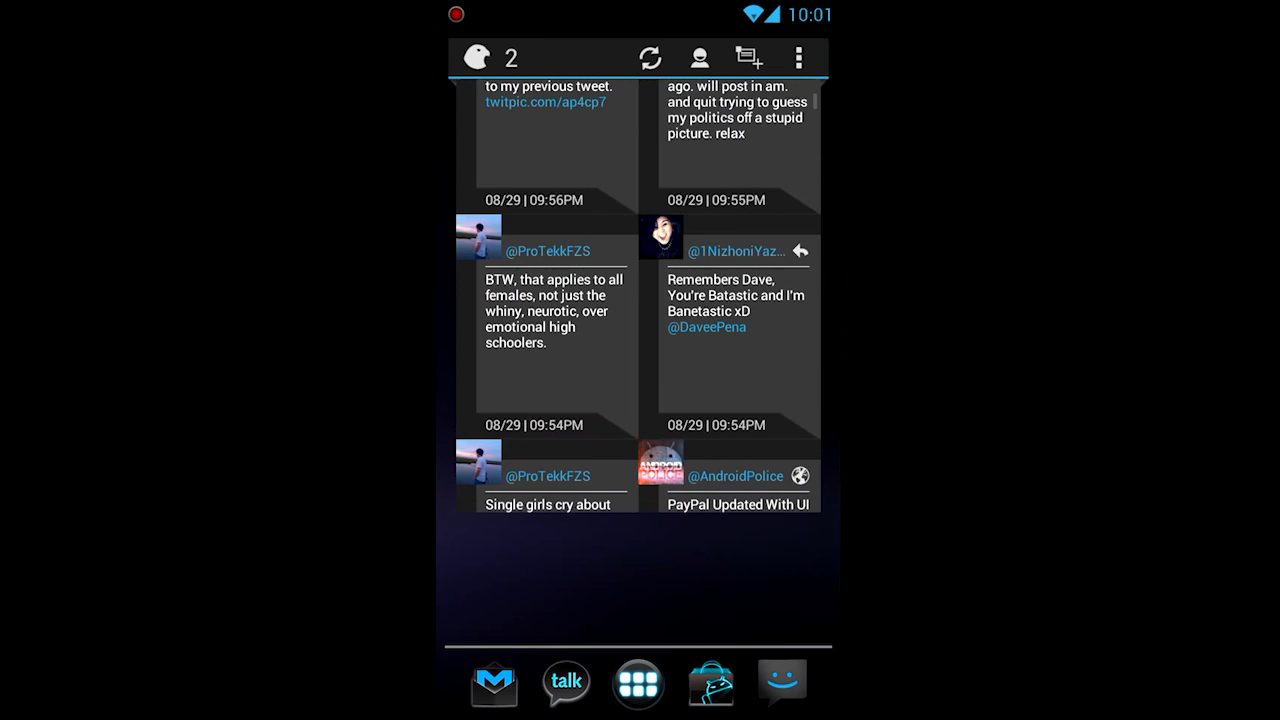 10:01
2
to my previous tweet.
twitpic.com/ap4cp7
08/29 | 09:56PM
ago. will post in am.
and quit trying to guess
my politics off a stupid
picture. relax
08/29 | 09:55PM
@ProTekkFZS
BTW, that applies to all
females, not just the
whiny, neurotic, over
emotional high
schoolers.
08/29 | 09:54PM
@1NizhoniYaz...
Remembers Dave,
You're Batastic and I'm
Banetastic xD
@DaveePena
08/29 | 09:54PM
@ProTekkFZS
Single girls cry about
ANDROID
POLICE
@AndroidPolice
PayPal Updated With UI
talk